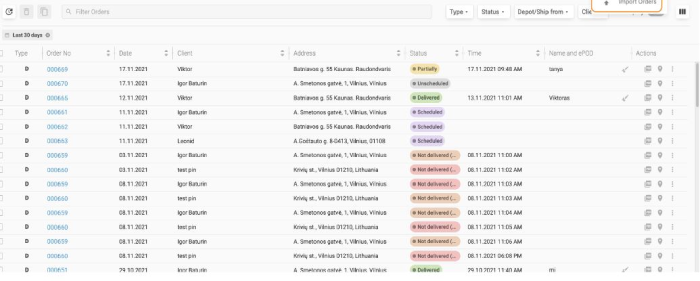 Import Orders
Filter Orders Type Status Depot/Ship from Clie
Last 30 days
Type Order No Date Client Address Status Time Name and ePOD Actions
D 000669 17.11.2021 Viktor Batniavos g. 55 Kaunas. Raudondvaris Partially 17.11.2021 09:48 AM tanya
D 000670 17.11.2021 Igor Baturin A. Smetonos gatvė, 1, Vilnius, Vilnius Unscheduled
D 000665 12.11.2021 Viktor Batniavos g. 55 Kaunas. Raudondvaris Delivered 13.11.2021 11:01 AM Viktoras
D 000661 11.11.2021 Igor Baturin A. Smetonos gatvė, 1, Vilnius, Vilnius Scheduled
D 000662 11.11.2021 Viktor Batniavos g. 55 Kaunas. Raudondvaris Scheduled
D 000663 11.11.2021 Leonid A.Goštauto g. 8-0413, Vilnius, 01108 Scheduled
D 000659 03.11.2021 Igor Baturin A. Smetonos gatvė, 1, Vilnius, Vilnius Not delivered (... 08.11.2021 11:00 AM
D 000660 03.11.2021 test pin Krivių st., Vilnius 01210, Lithuania Not delivered (... 08.11.2021 11:02 AM
D 000659 08.11.2021 Igor Baturin A. Smetonos gatvė, 1, Vilnius, Vilnius Not delivered (... 08.11.2021 11:03 AM
D 000660 08.11.2021 test pin Krivių st., Vilnius 01210, Lithuania Not delivered (... 08.11.2021 11:03 AM
D 000659 08.11.2021 Igor Baturin A. Smetonos gatvė, 1, Vilnius, Vilnius Not delivered (... 08.11.2021 11:04 AM
D 000660 08.11.2021 test pin Krivių st., Vilnius 01210, Lithuania Not delivered (... 08.11.2021 11:05 AM
D 000659 08.11.2021 Igor Baturin A. Smetonos gatvė, 1, Vilnius, Vilnius Not delivered (... 08.11.2021 11:06 AM
D 000660 08.11.2021 test pin Krivių st., Vilnius 01210, Lithuania Not delivered (... 08.11.2021 06:08 PM
D 000651 29.10.2021 Igor Baturin A. Smetonos gatvė, 1, Vilnius, Vilnius Delivered 29.10.2021 11:40 AM mi